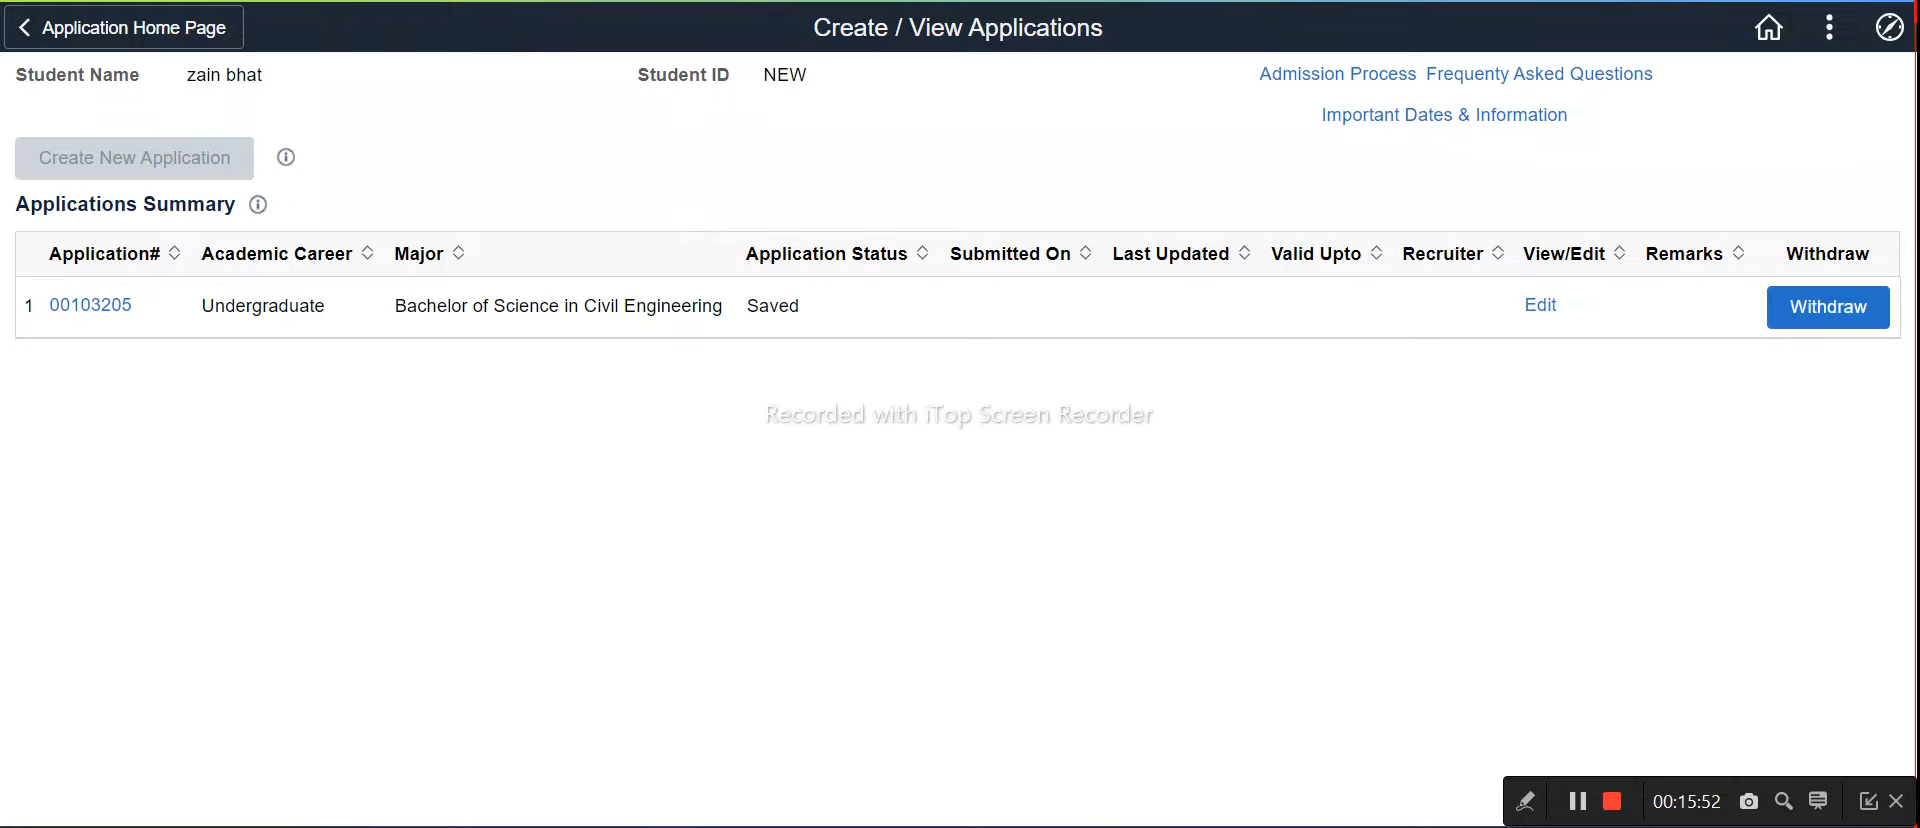 Application Home Page
Create / View Applications
Student Name zain bhat Student ID NEW Admission Process Frequenty Asked Questions
Important Dates & Information
Create New Application
Applications Summary
Application# Academic Career Major Application Status Submitted On Last Updated Valid Upto Recruiter View/Edit Remarks Withdraw
1 00103205 Undergraduate Bachelor of Science in Civil Engineering Saved Edit Withdraw
Recorded with iTop Screen Recorder
00:15:52